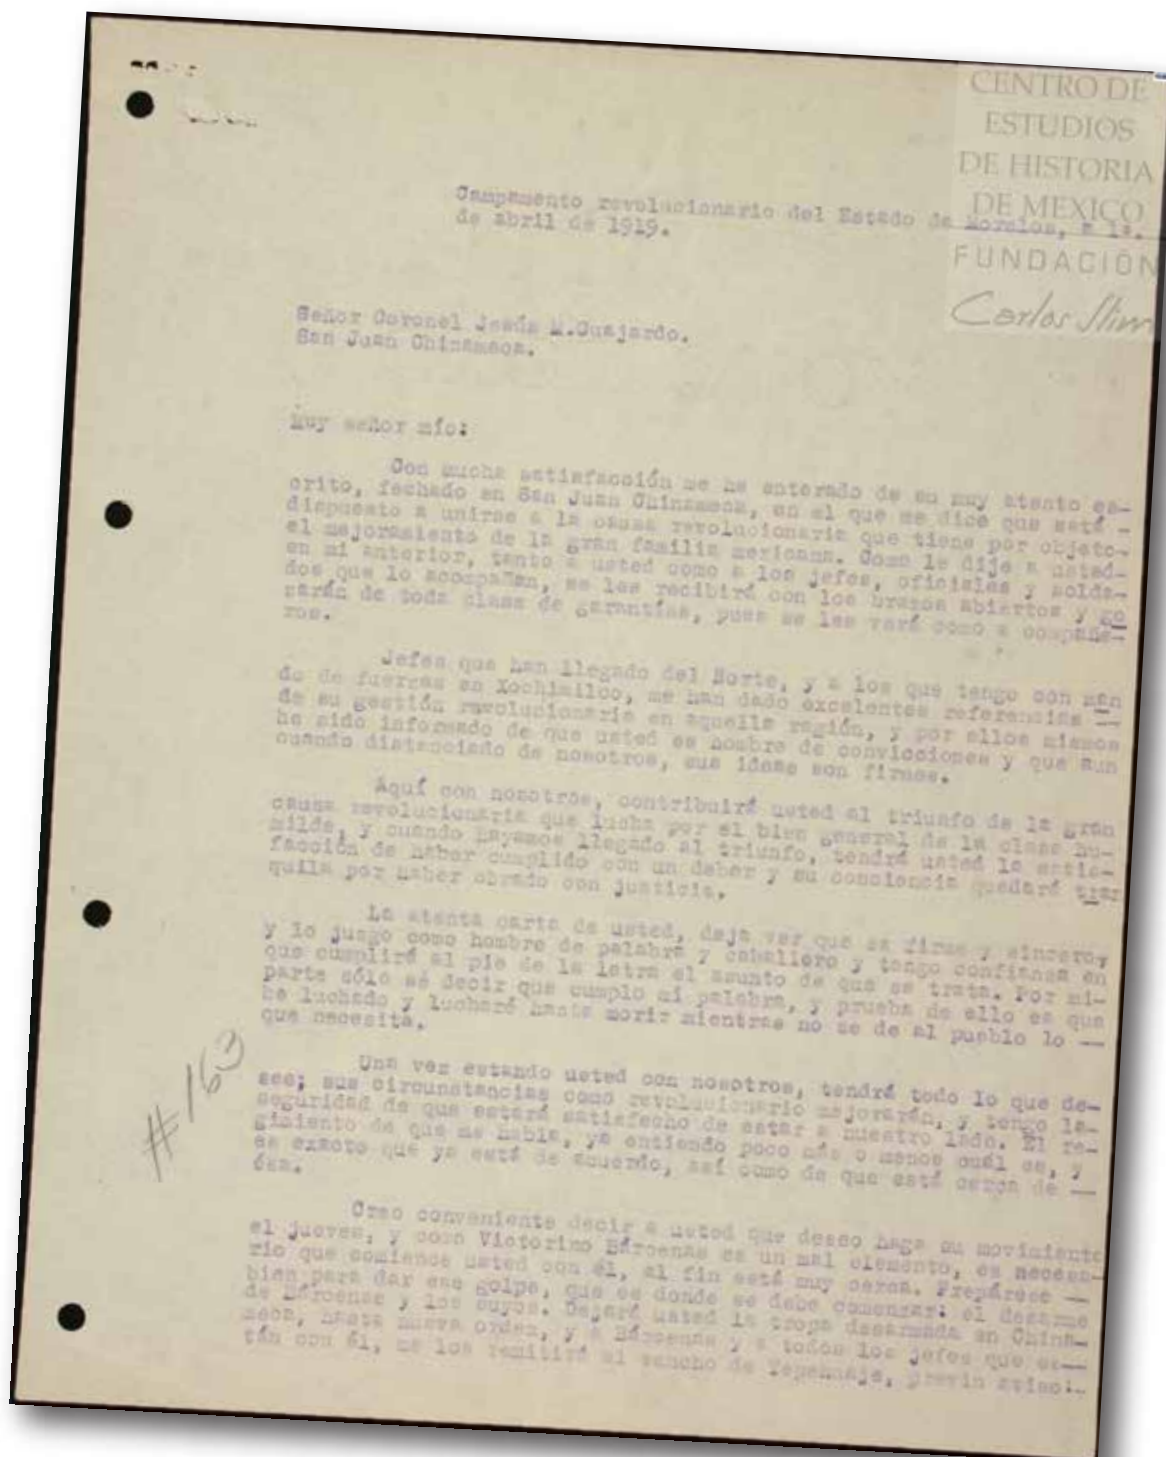 CENTRO DE
ESTUDIOS
DE HISTORIA
DE MEXICO
FUNDACIÓN
Carlos Slim
Campamento revolucionario del Estado de Morelos, a 1º.
de abril de 1919.
Señor Coronel Jesús M.Guajardo.
San Juan Chinameca.
Muy señor mío:
Con mucha satisfacción me he enterado de su muy atento es-
crito, fechado en San Juan Chinameca, en el que me dice que está -
dispuesto a unirse a la causa revolucionaria que tiene por objeto-
el mejoramiento de la gran familia mexicana. Como le dije a usted-
en mi anterior, tanto a usted como a los jefes, oficiales y solda-
dos que lo acompañan, se les recibirá con los brazos abiertos y go
zarán de toda clase de garantías, pues se les verá como a compañe-
ros.
Jefes que han llegado del Norte, y a los que tengo con man
do de fuerzas en Xochimilco, me han dado excelentes referencias --
de su gestión revolucionaria en aquella región, y por ellos mismos
he sido informado de que usted es hombre de convicciones y que aun
cuando distanciado de nosotros, sus ideas son firmes.
Aquí con nosotros, contribuirá usted al triunfo de la gran
causa revolucionaria que lucha por el bien general de la clase hu-
milde, y cuando hayamos llegado al triunfo, tendrá usted la satis-
facción de haber cumplido con un deber y su conciencia quedará tran
quila por haber obrado con justicia.
La atenta carta de usted, deja ver que es firme y sincero,
y lo juzgo como hombre de palabra y caballero y tengo confianza en
que cumplirá al pie de la letra el asunto de que se trata. Por mi-
parte sólo sé decir que cumplo mi palabra, y prueba de ello es que
he luchado y lucharé hasta morir mientras no se de al pueblo lo --
que necesita.
#163
Una vez estando usted con nosotros, tendrá todo lo que de-
see; sus circunstancias como revolucionario mejorarán, y tengo la-
seguridad de que estará satisfecho de estar a nuestro lado. El re-
gimiento de que me habla, ya entiendo poco más o menos cuál es, y
es exacto que ya está de acuerdo, así como de que está cerca de --
ésa.
Creo conveniente decir a usted que deseo haga su movimiento
el jueves, y como Victorino Bárcenas es un mal elemento, es necesa-
rio que comience usted con él, al fin está muy cerca. Prepárese --
bien para dar ese golpe, que es donde se debe comenzar: el desarme
de Bárcenas y los suyos. Dejará usted la tropa desarmada en China-
meca, hasta nueva orden, y a Bárcenas y a todos los jefes que es--
tán con él, me los remitirá al rancho de Tepehuaje, previo aviso